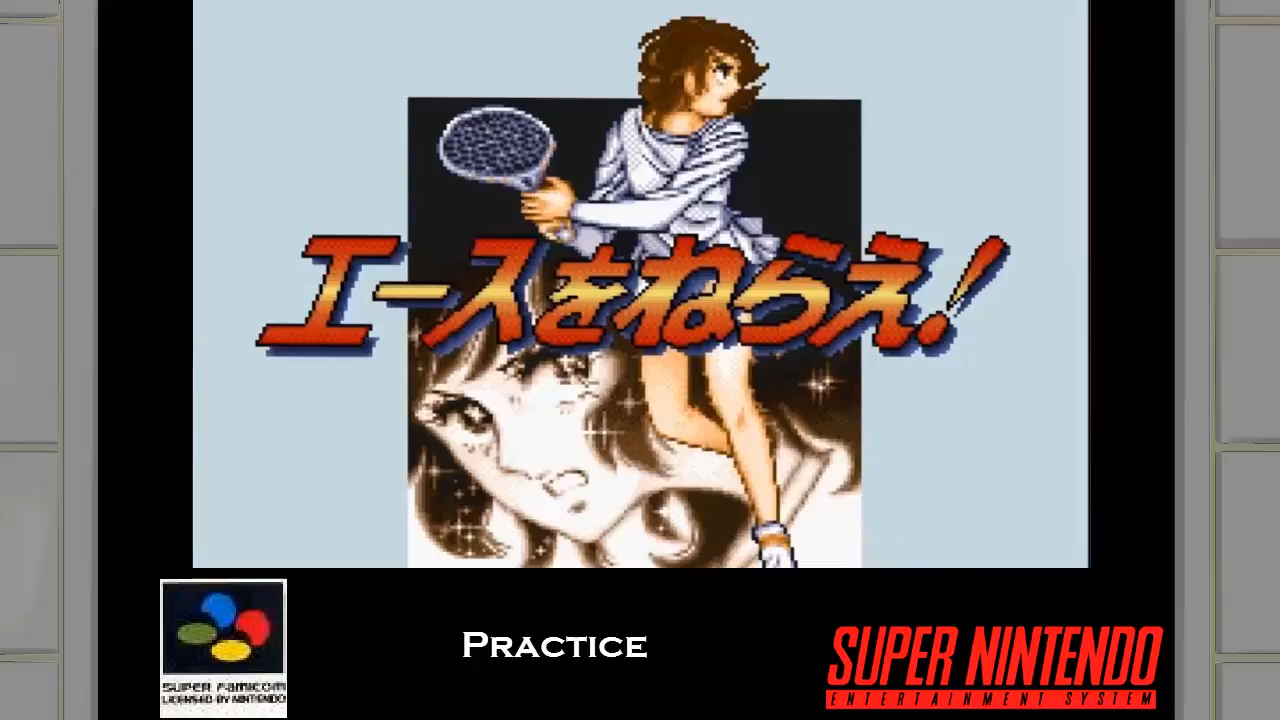 エースをねらえ!
PRACTICE
SUPER FAMICOM
LICENSED BY NINTENDO
SUPER NINTENDO
ENTERTAINMENT SYSTEM